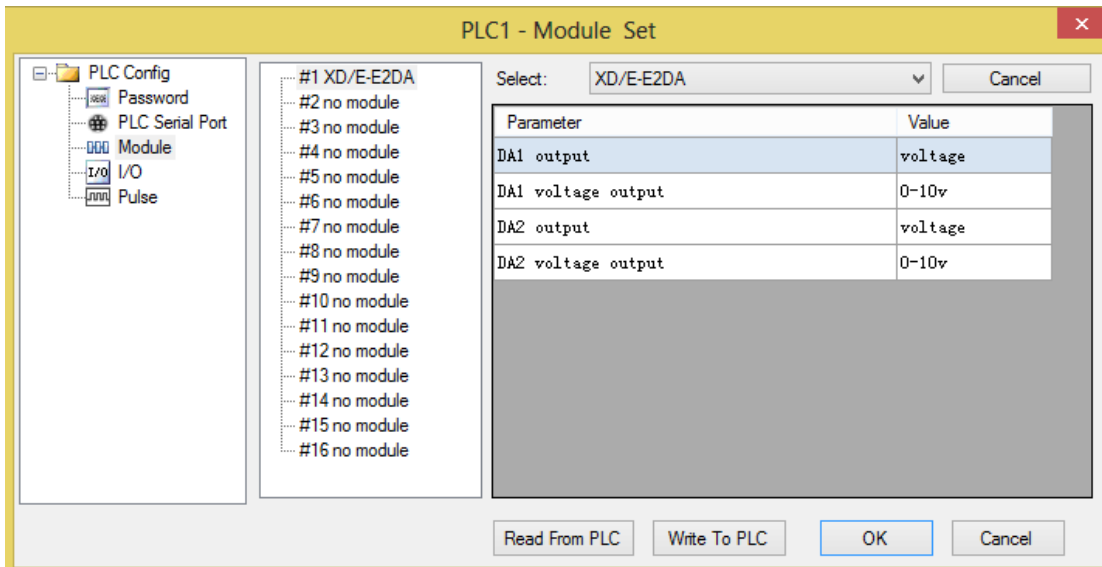 PLC1 - Module Set
PLC Config
Password
PLC Serial Port
Module
I/O I/O
Pulse
#1 XD/E-E2DA
#2 no module
#3 no module
#4 no module
#5 no module
#6 no module
#7 no module
#8 no module
#9 no module
#10 no module
#11 no module
#12 no module
#13 no module
#14 no module
#15 no module
#16 no module
Select: XD/E-E2DA Cancel
Parameter Value
DA1 output voltage
DA1 voltage output 0-10v
DA2 output voltage
DA2 voltage output 0-10v
Read From PLC Write To PLC OK Cancel